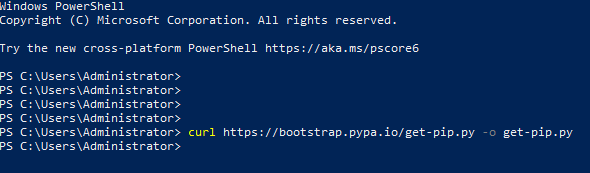 Windows PowerShell
Copyright (C) Microsoft Corporation. All rights reserved.
Try the new cross-platform PowerShell https://aka.ms/pscore6
PS C:\Users\Administrator>
PS C:\Users\Administrator>
PS C:\Users\Administrator>
PS C:\Users\Administrator>
PS C:\Users\Administrator> curl https://bootstrap.pypa.io/get-pip.py -o get-pip.py
PS C:\Users\Administrator>